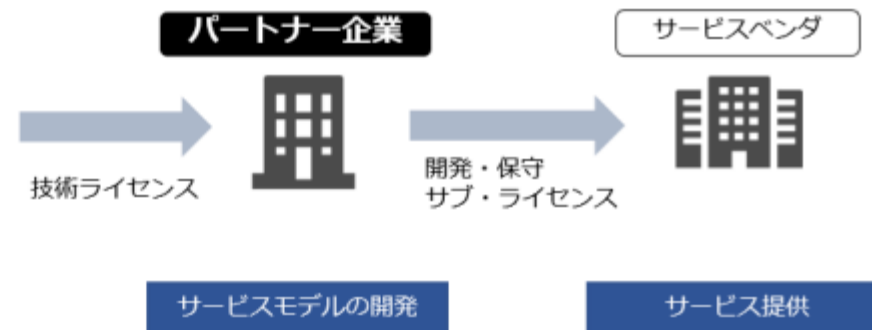 パートナー企業
サービスベンダ
技術ライセンス
開発・保守
サブ・ライセンス
サービスモデルの開発
サービス提供